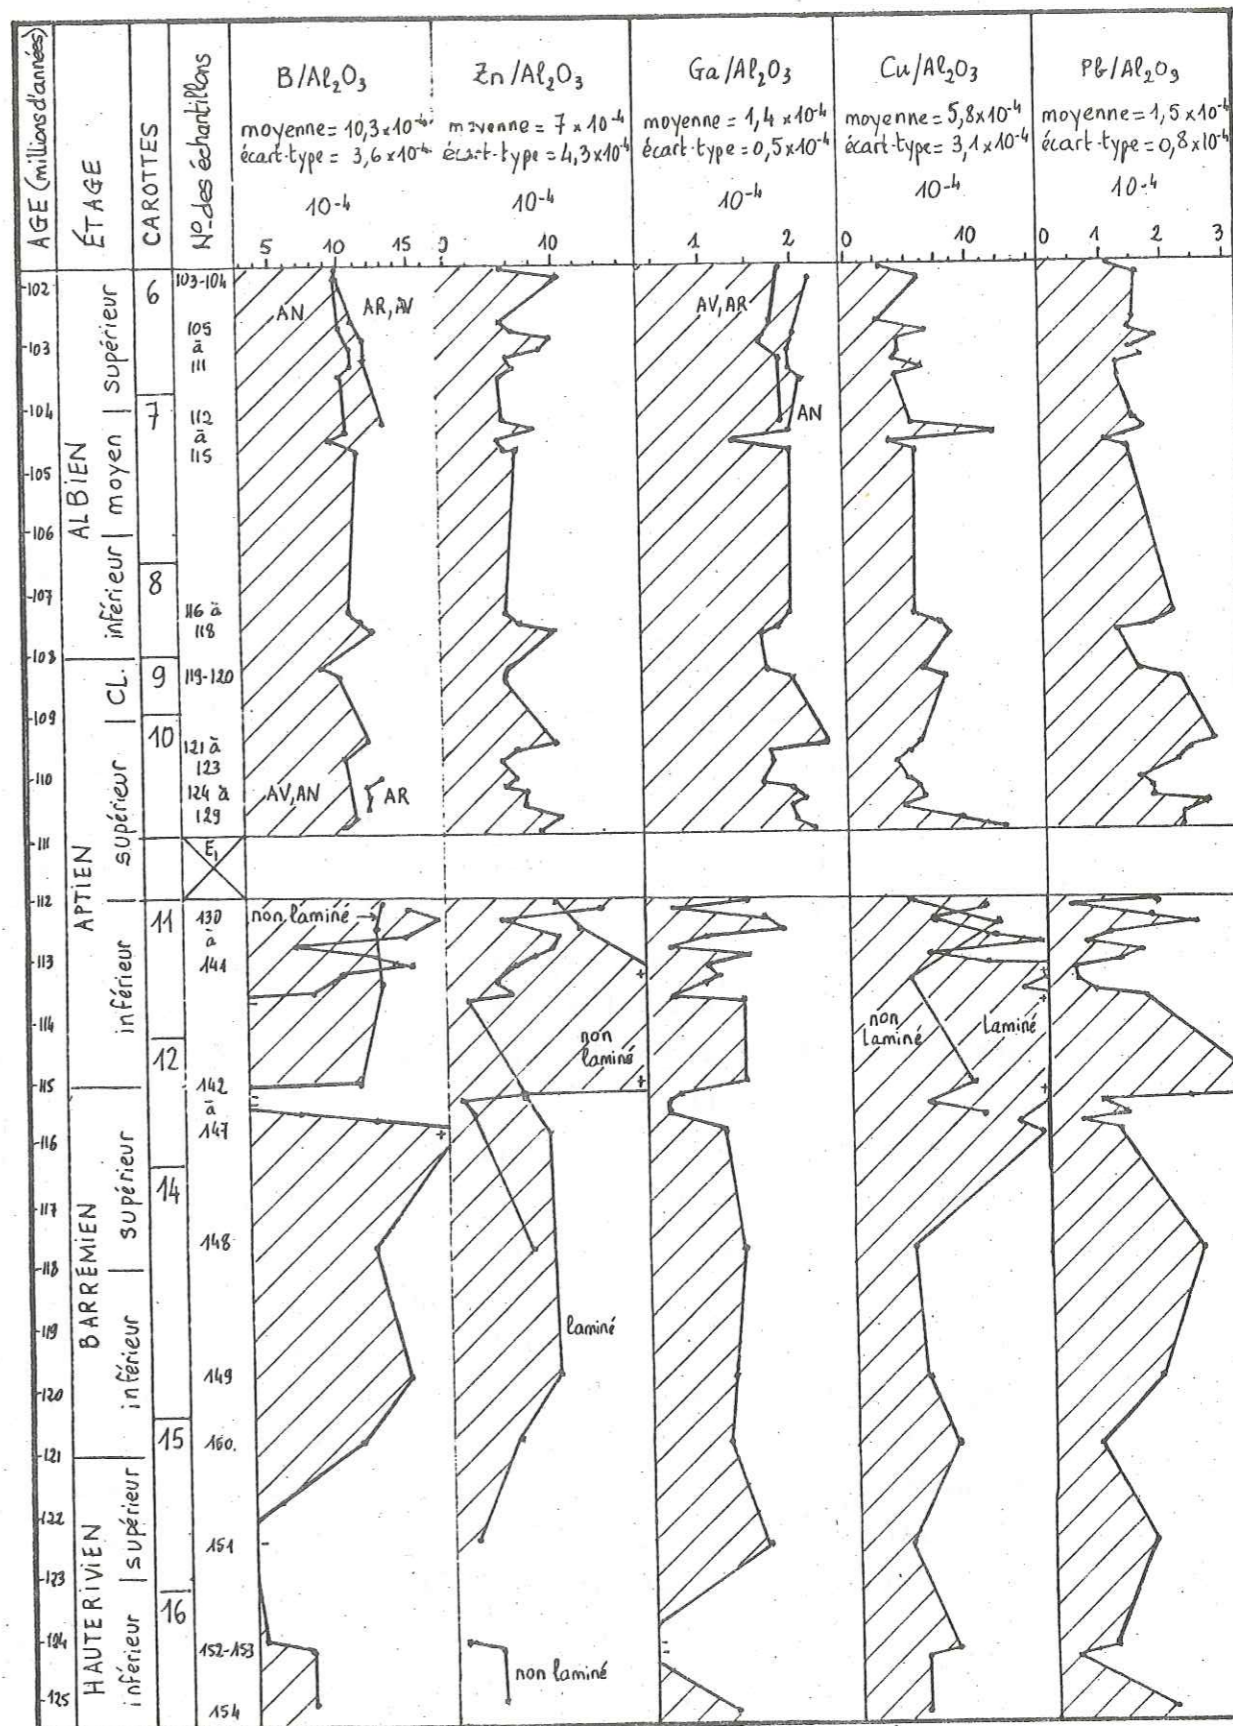 AGE (millions d'années)
ÉTAGE
CAROTTES
Nº des échantillons
B/Al₂O₃
moyenne = 10,3 x 10⁻⁴
écart-type = 3,6 x 10⁻⁴
10⁻⁴
5 10 15
Zn/Al₂O₃
moyenne = 7 x 10⁻⁴
écart-type = 4,3 x 10⁻⁴
10⁻⁴
0 10
Ga/Al₂O₃
moyenne = 1,4 x 10⁻⁴
écart-type = 0,5 x 10⁻⁴
10⁻⁴
1 2
Cu/Al₂O₃
moyenne = 5,8 x 10⁻⁴
écart-type = 3,1 x 10⁻⁴
10⁻⁴
0 10
Pb/Al₂O₃
moyenne = 1,5 x 10⁻⁴
écart-type = 0,8 x 10⁻⁴
10⁻⁴
0 1 2 3
-102
-103
-104
-105
-106
-107
-108
-109
-110
-111
-112
-113
-114
-115
-116
-117
-118
-119
-120
-121
-122
-123
-104
-125
ALBIEN
supérieur
moyen
inférieur
APTIEN
CL.
supérieur
inférieur
BARREMIEN
supérieur
inférieur
HAUTERIVIEN
supérieur
inférieur
6
7
8
9
10
11
12
14
15
16
103-104
105
à
111
112
à
115
116 à
118
119-120
121 à
123
124 à
129
E₁
130
à
141
142
à
147
148
149
150.
151
152-153
154
AN
AR, AV
AV, AN
AR
non laminé
non
laminé
laminé
non laminé
AV, AR
AN
non
laminé
Laminé